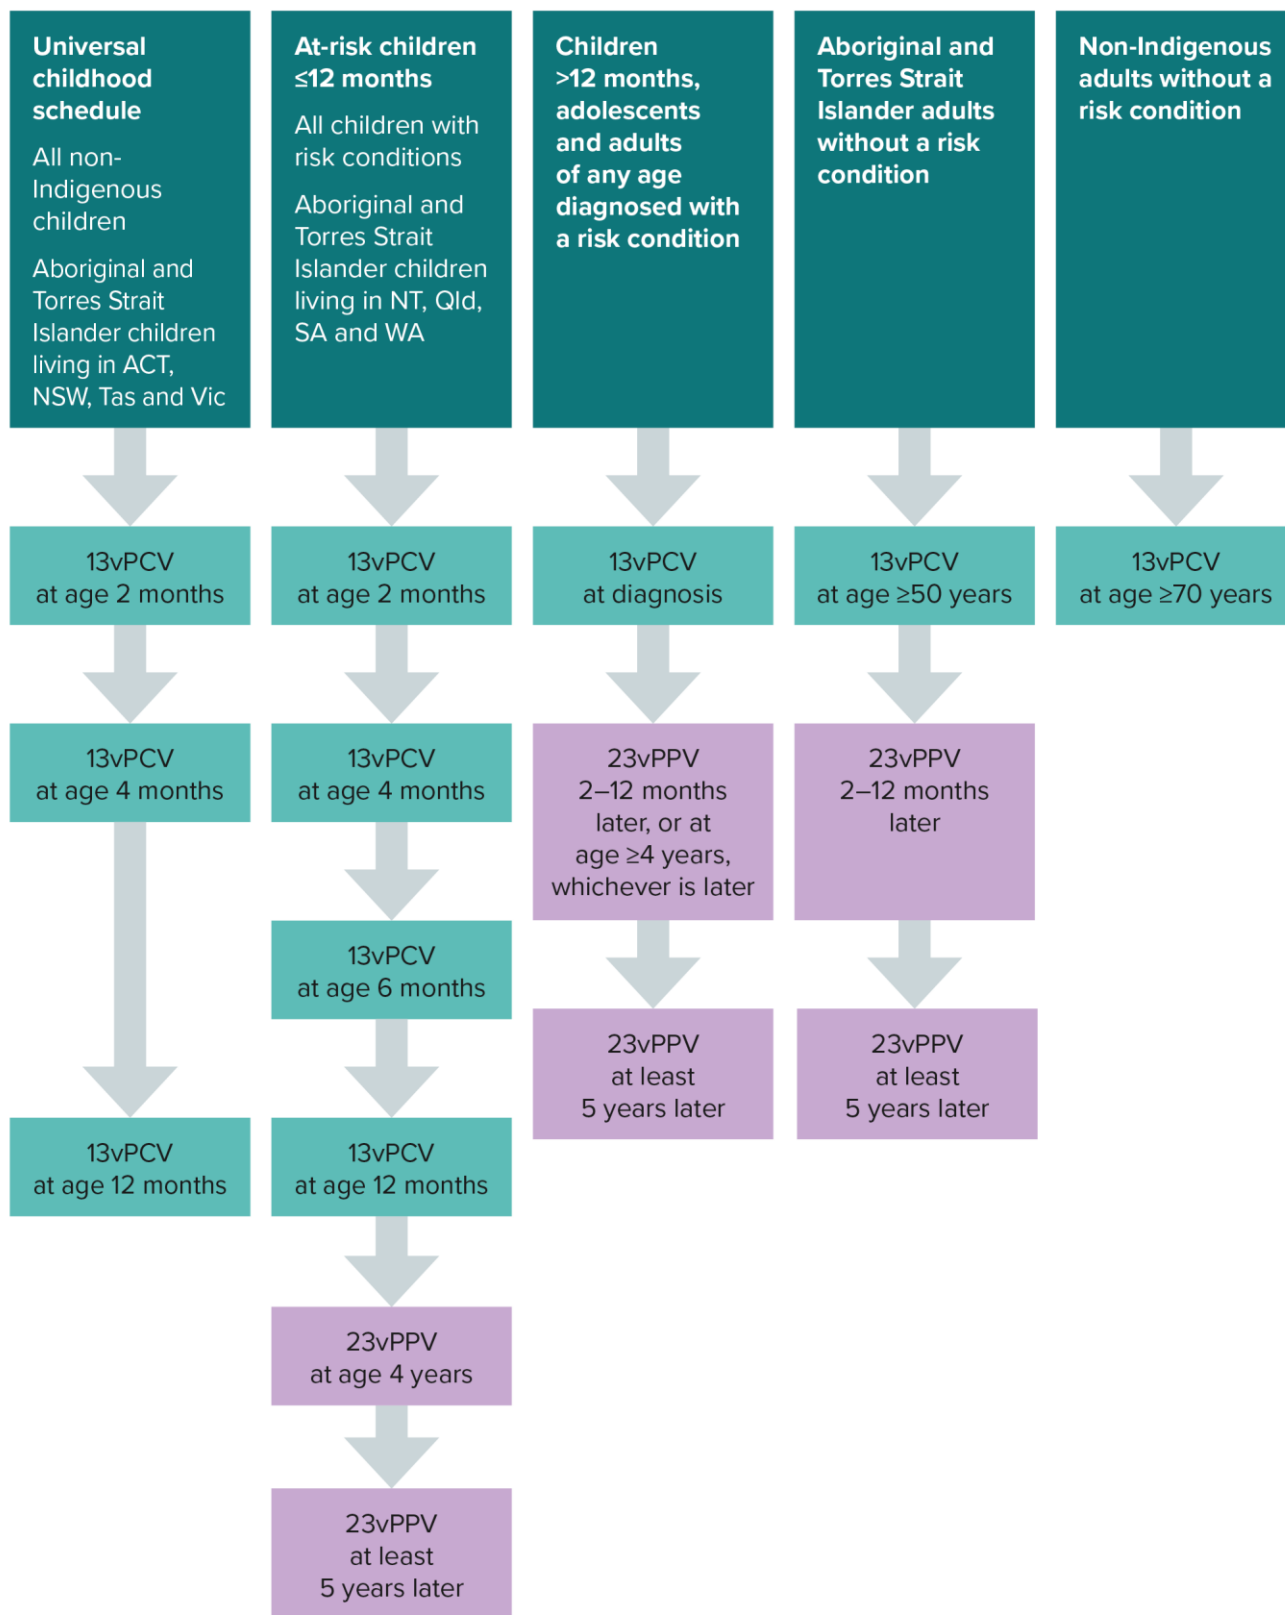 Universal
childhood
schedule
All non-
Indigenous
children
Aboriginal and
Torres Strait
Islander children
living in ACT,
NSW, Tas and Vic
13vPCV
at age 2 months
13vPCV
at age 4 months
13vPCV
at age 12 months
At-risk children
≤12 months
All children with
risk conditions
Aboriginal and
Torres Strait
Islander children
living in NT, Qld,
SA and WA
13vPCV
at age 2 months
13vPCV
at age 4 months
13vPCV
at age 6 months
13vPCV
at age 12 months
23vPPV
at age 4 years
23vPPV
at least
5 years later
Children
>12 months,
adolescents
and adults
of any age
diagnosed with
a risk condition
13vPCV
at diagnosis
23vPPV
2–12 months
later, or at
age ≥4 years,
whichever is later
23vPPV
at least
5 years later
Aboriginal and
Torres Strait
Islander adults
without a risk
condition
13vPCV
at age ≥50 years
23vPPV
2–12 months
later
23vPPV
at least
5 years later
Non-Indigenous
adults without a
risk condition
13vPCV
at age ≥70 years